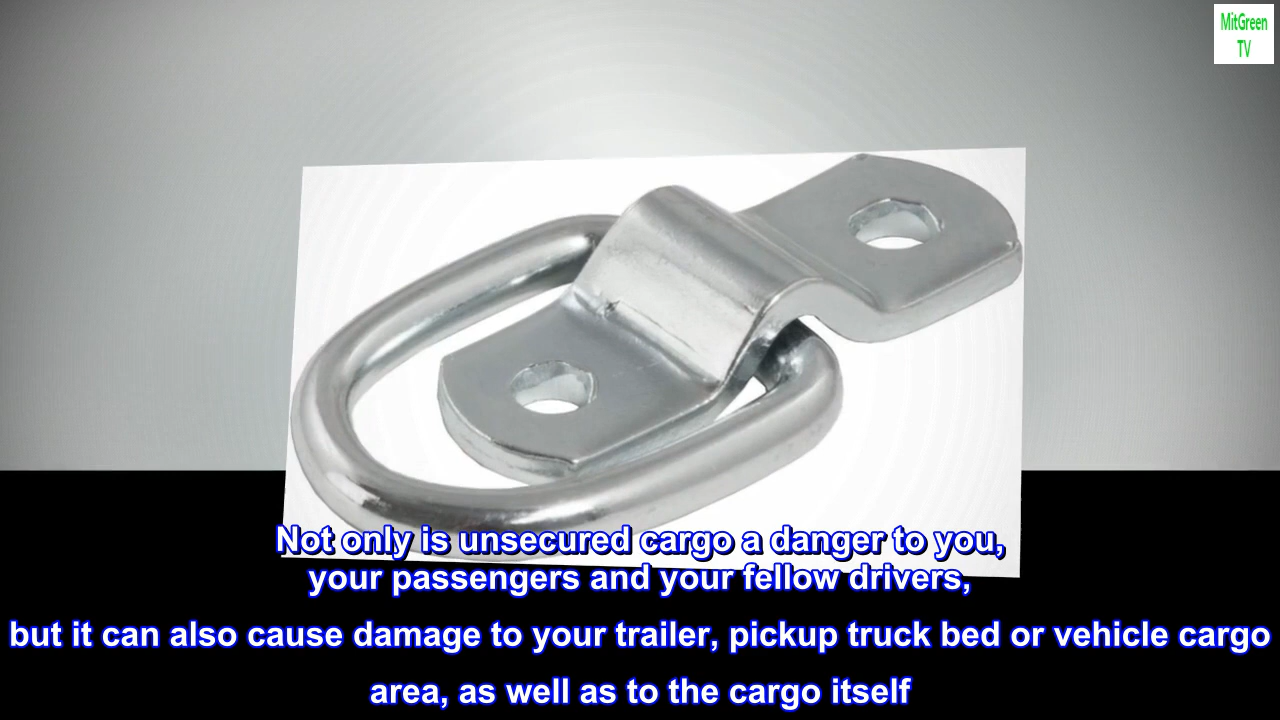 MitGreen
TV
Not only is unsecured cargo a danger to you,
your passengers and your fellow drivers,
but it can also cause damage to your trailer, pickup truck bed or vehicle cargo
area, as well as to the cargo itself